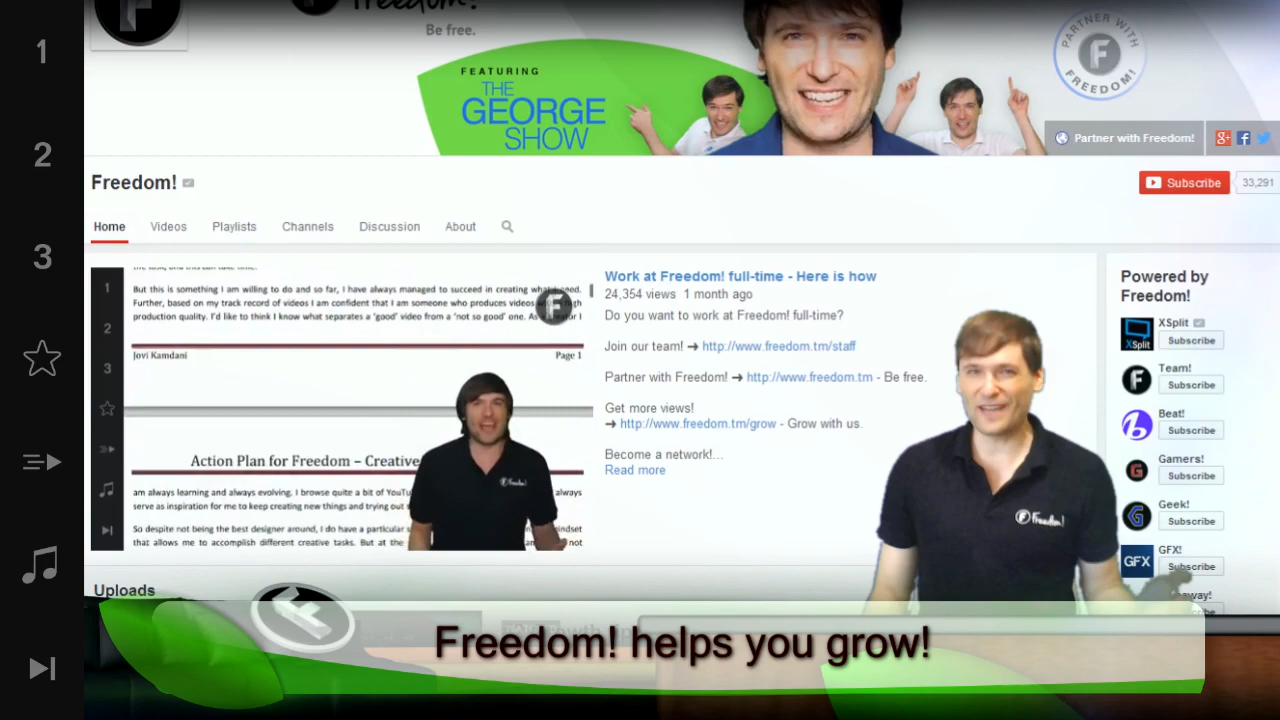 1
2
3
Freedom!
Be free.
FEATURING
THE
GEORGE
SHOW
PARTNER WITH
FREEDOM!
F
Partner with Freedom!
Freedom!
Subscribe
33,291
Home
Videos
Playlists
Channels
Discussion
About
1
2
3
But this is something I am willing to do and so far, I have always managed to succeed in creating what
Further, based on my track record of videos I am confident that I am someone who produces videos
production quality. I'd like to think I know what separates a 'good' video from a 'not so good' one. As
Jovi Kamdani
Page 1
Action Plan for Freedom – Creative
am always learning and always evolving. I browse quite a bit of
always
serve as inspiration for me to keep creating new things and trying out
So despite not being the best designer around, I do have a particular
that allows me to accomplish different creative tasks. But at the
not
F
Freedom!
Work at Freedom! full-time - Here is how
24,354 views 1 month ago
Do you want to work at Freedom! full-time?
Join our team! ➜ http://www.freedom.tm/staff
Partner with Freedom! ➜ http://www.freedom.tm - Be free.
Get more views!
➜ http://www.freedom.tm/grow - Grow with us.
Become a network!...
Read more
Freedom!
Powered by
Freedom!
XSplit
XSplit
Subscribe
F
Team!
Subscribe
b
Beat!
Subscribe
G
Gamers!
Subscribe
G
Geek!
Subscribe
GFX
GFX!
Subscribe
Uploads
Freedom! helps you grow!